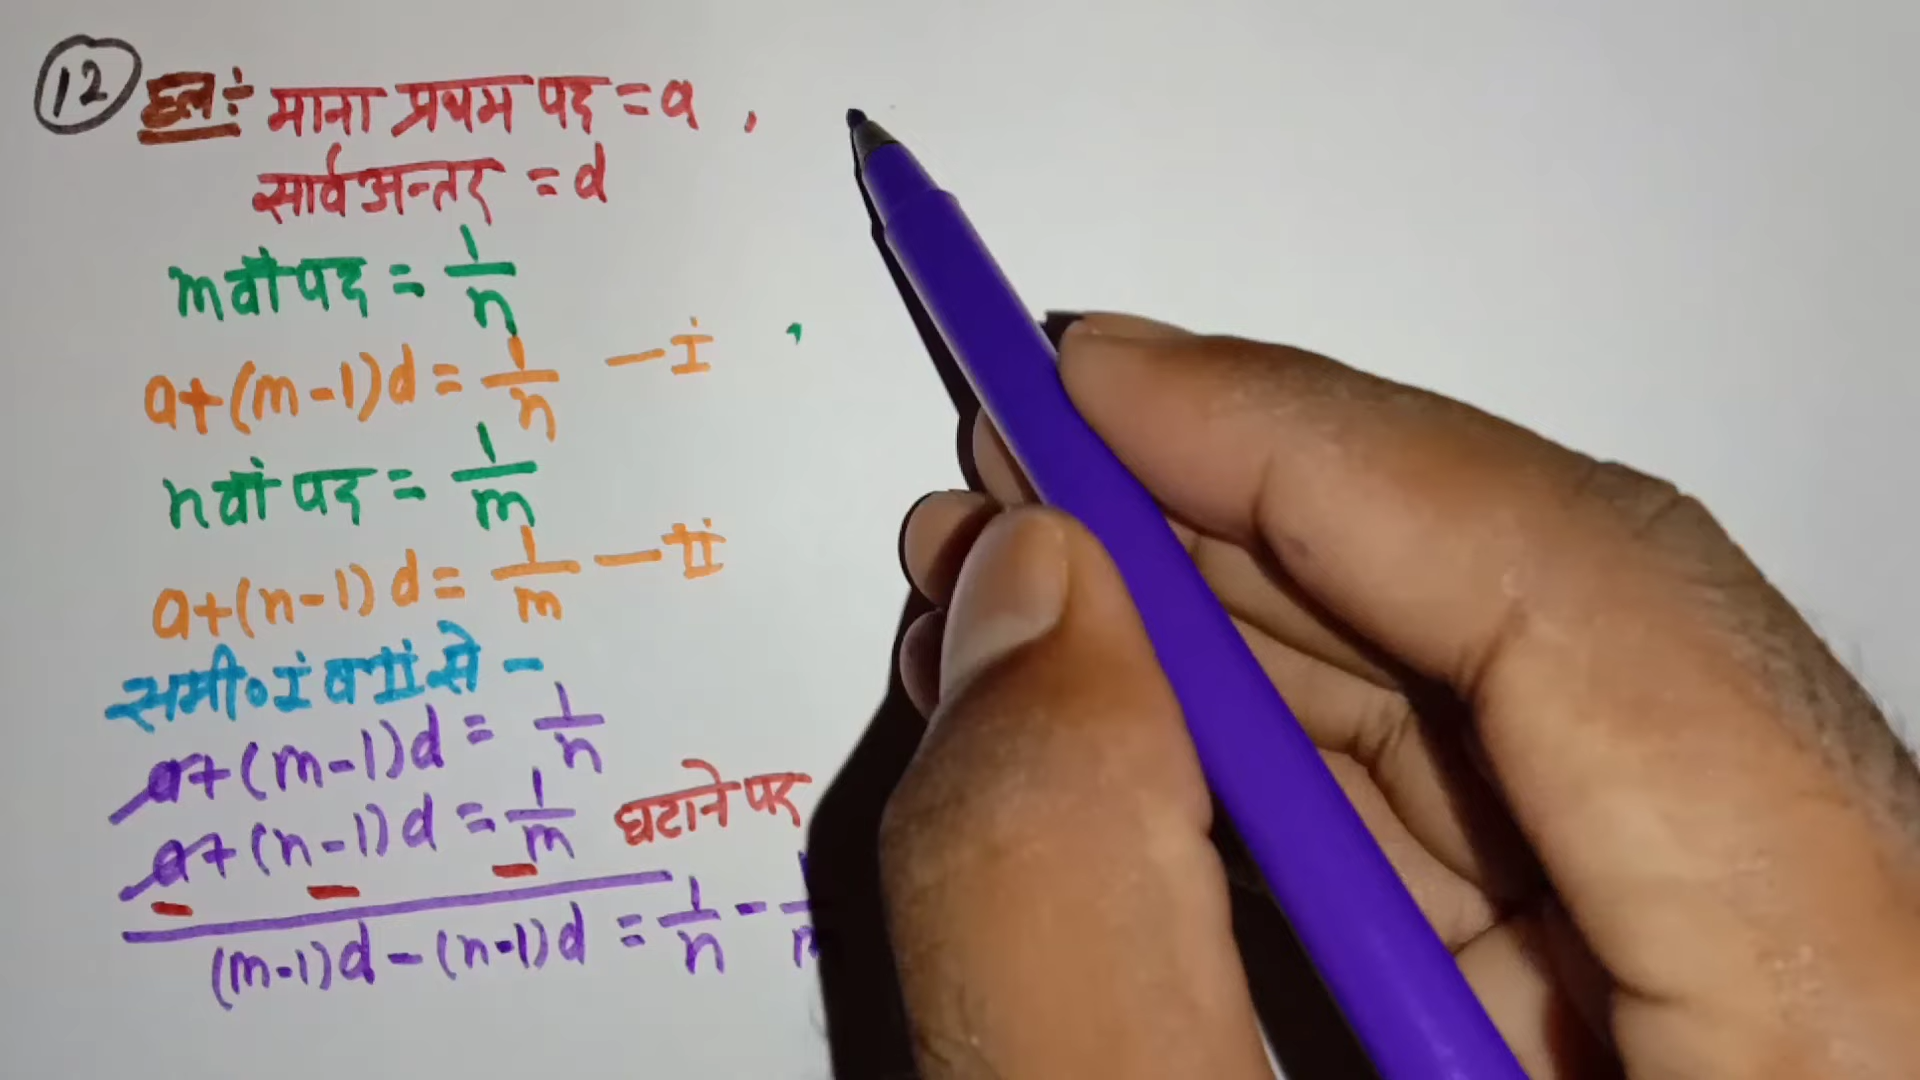 12 हल÷ माना प्रथम पद = a ,
सार्वअन्तर = d
mवाँ पद = 1/n
a+(m-1)d = 1/n — I
nवां पद = 1/m
a+(n-1)d = 1/m — II
समी॰ I व II से -
a+(m-1)d = 1/n
a+(n-1)d = 1/m घटाने पर
- - -
(m-1)d - (n-1)d = 1/n -